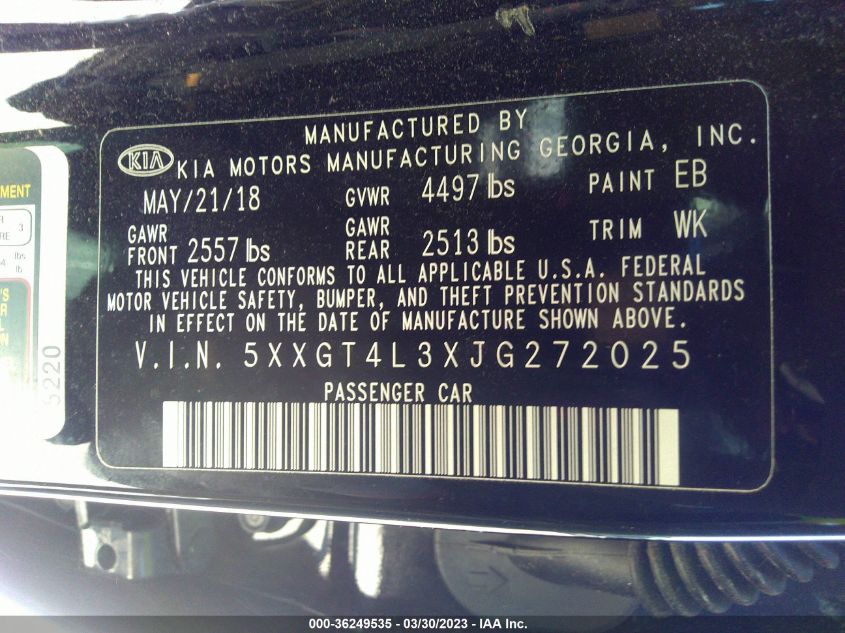 MANUFACTURED BY
KIA KIA MOTORS MANUFACTURING GEORGIA, INC.
MAY/21/18 GVWR 4497 lbs PAINT EB
GAWR FRONT 2557 lbs GAWR REAR 2513 lbs TRIM WK
THIS VEHICLE CONFORMS TO ALL APPLICABLE U.S.A. FEDERAL
MOTOR VEHICLE SAFETY, BUMPER, AND THEFT PREVENTION STANDARDS
IN EFFECT ON THE DATE OF MANUFACTURE SHOWN ABOVE.
V.I.N. 5XXGT4L3XJG272025
PASSENGER CAR
5220
000-36249535 - 03/30/2023 - IAA Inc.